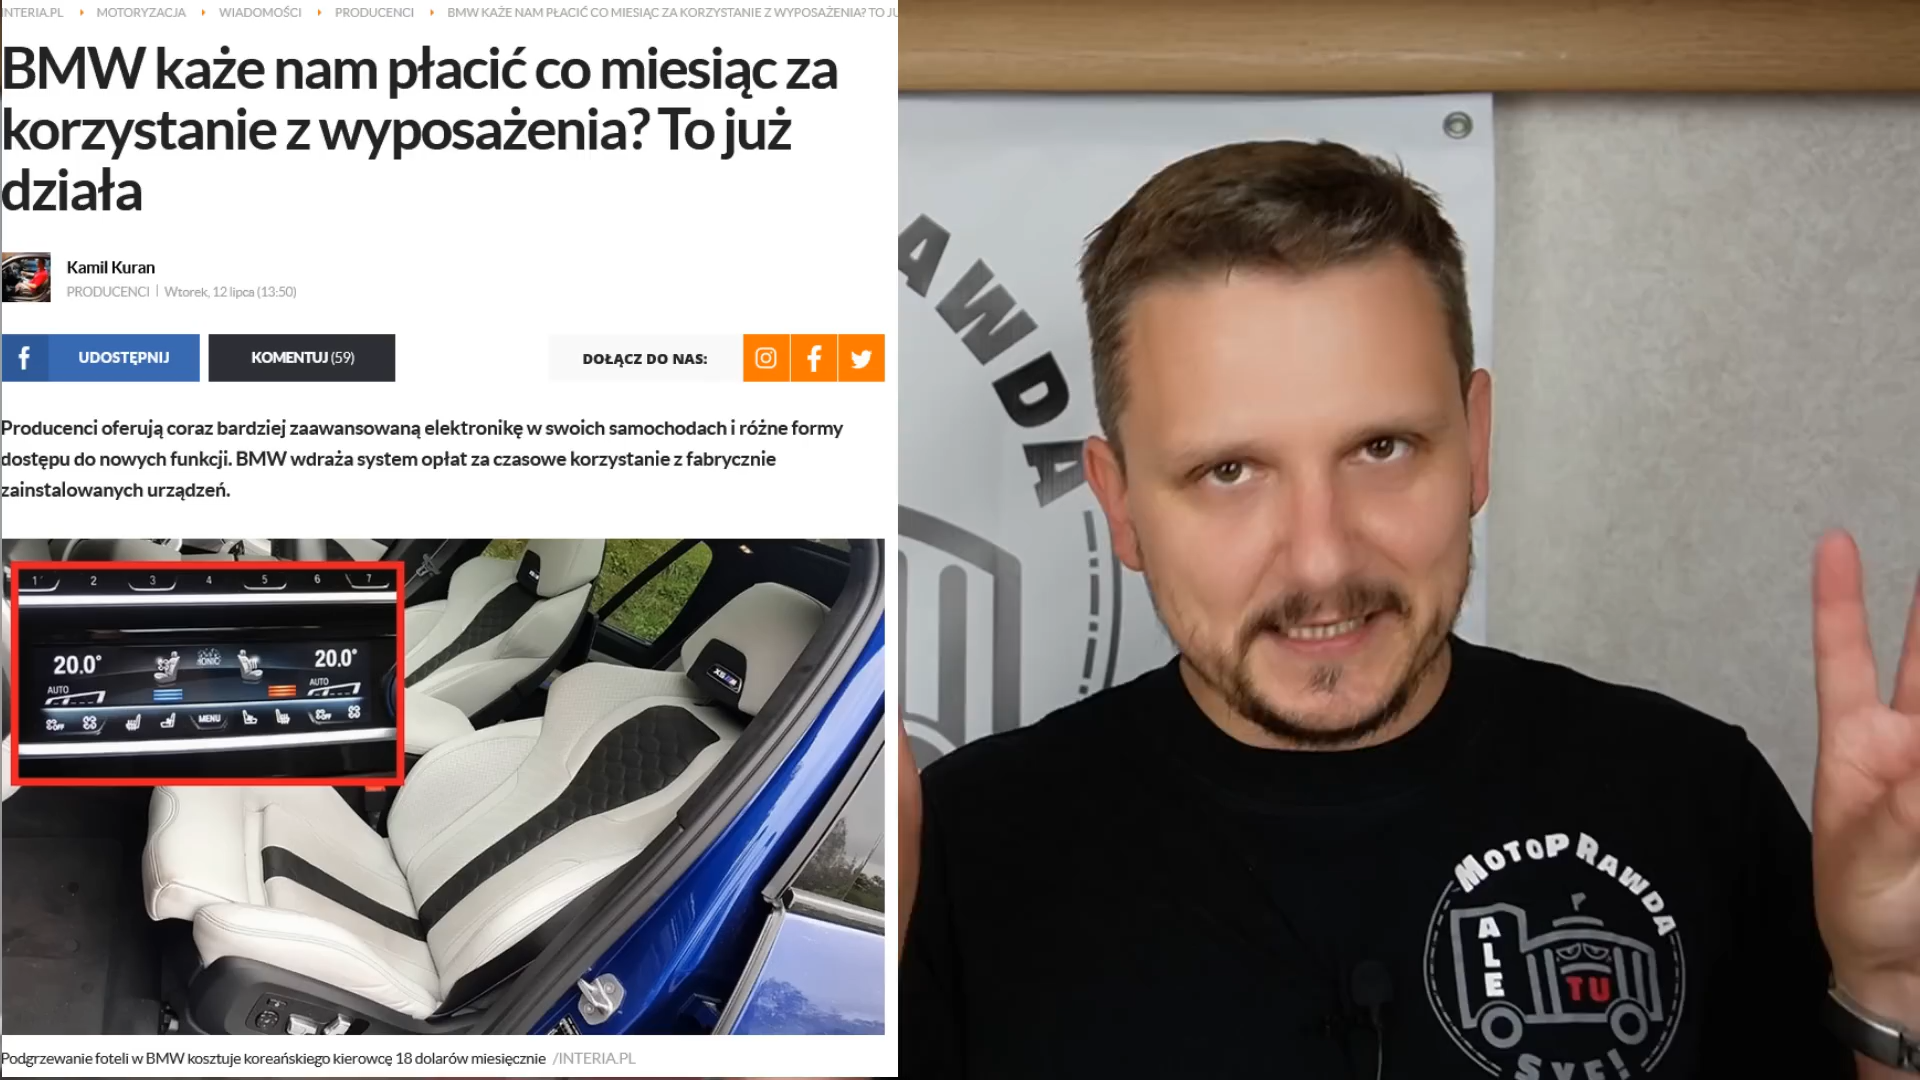 INTERIA.PL MOTORYZACJA WIADOMOŚCI PRODUCENCI BMW KAŻE NAM PŁACIĆ CO MIESIĄC ZA KORZYSTANIE Z WYPOSAŻENIA? TO JU
BMW każe nam płacić co miesiąc za
korzystanie z wyposażenia? To już
działa
Kamil Kuran
PRODUCENCI | Wtorek, 12 lipca (13:50)
UDOSTĘPNIJ
KOMENTUJ (59)
DOŁĄCZ DO NAS:
Producenci oferują coraz bardziej zaawansowaną elektronikę w swoich samochodach i różne formy
dostępu do nowych funkcji. BMW wdraża system opłat za czasowe korzystanie z fabrycznie
zainstalowanych urządzeń.
1 2 3 4 5 6 7
20.0° 20.0°
AUTO AUTO
OFF MENU OFF
Podgrzewanie foteli w BMW kosztuje koreańskiego kierowcę 18 dolarów miesięcznie /INTERIA.PL
AWDA
MOTOPRAWDA
ALE
TU
SYF!